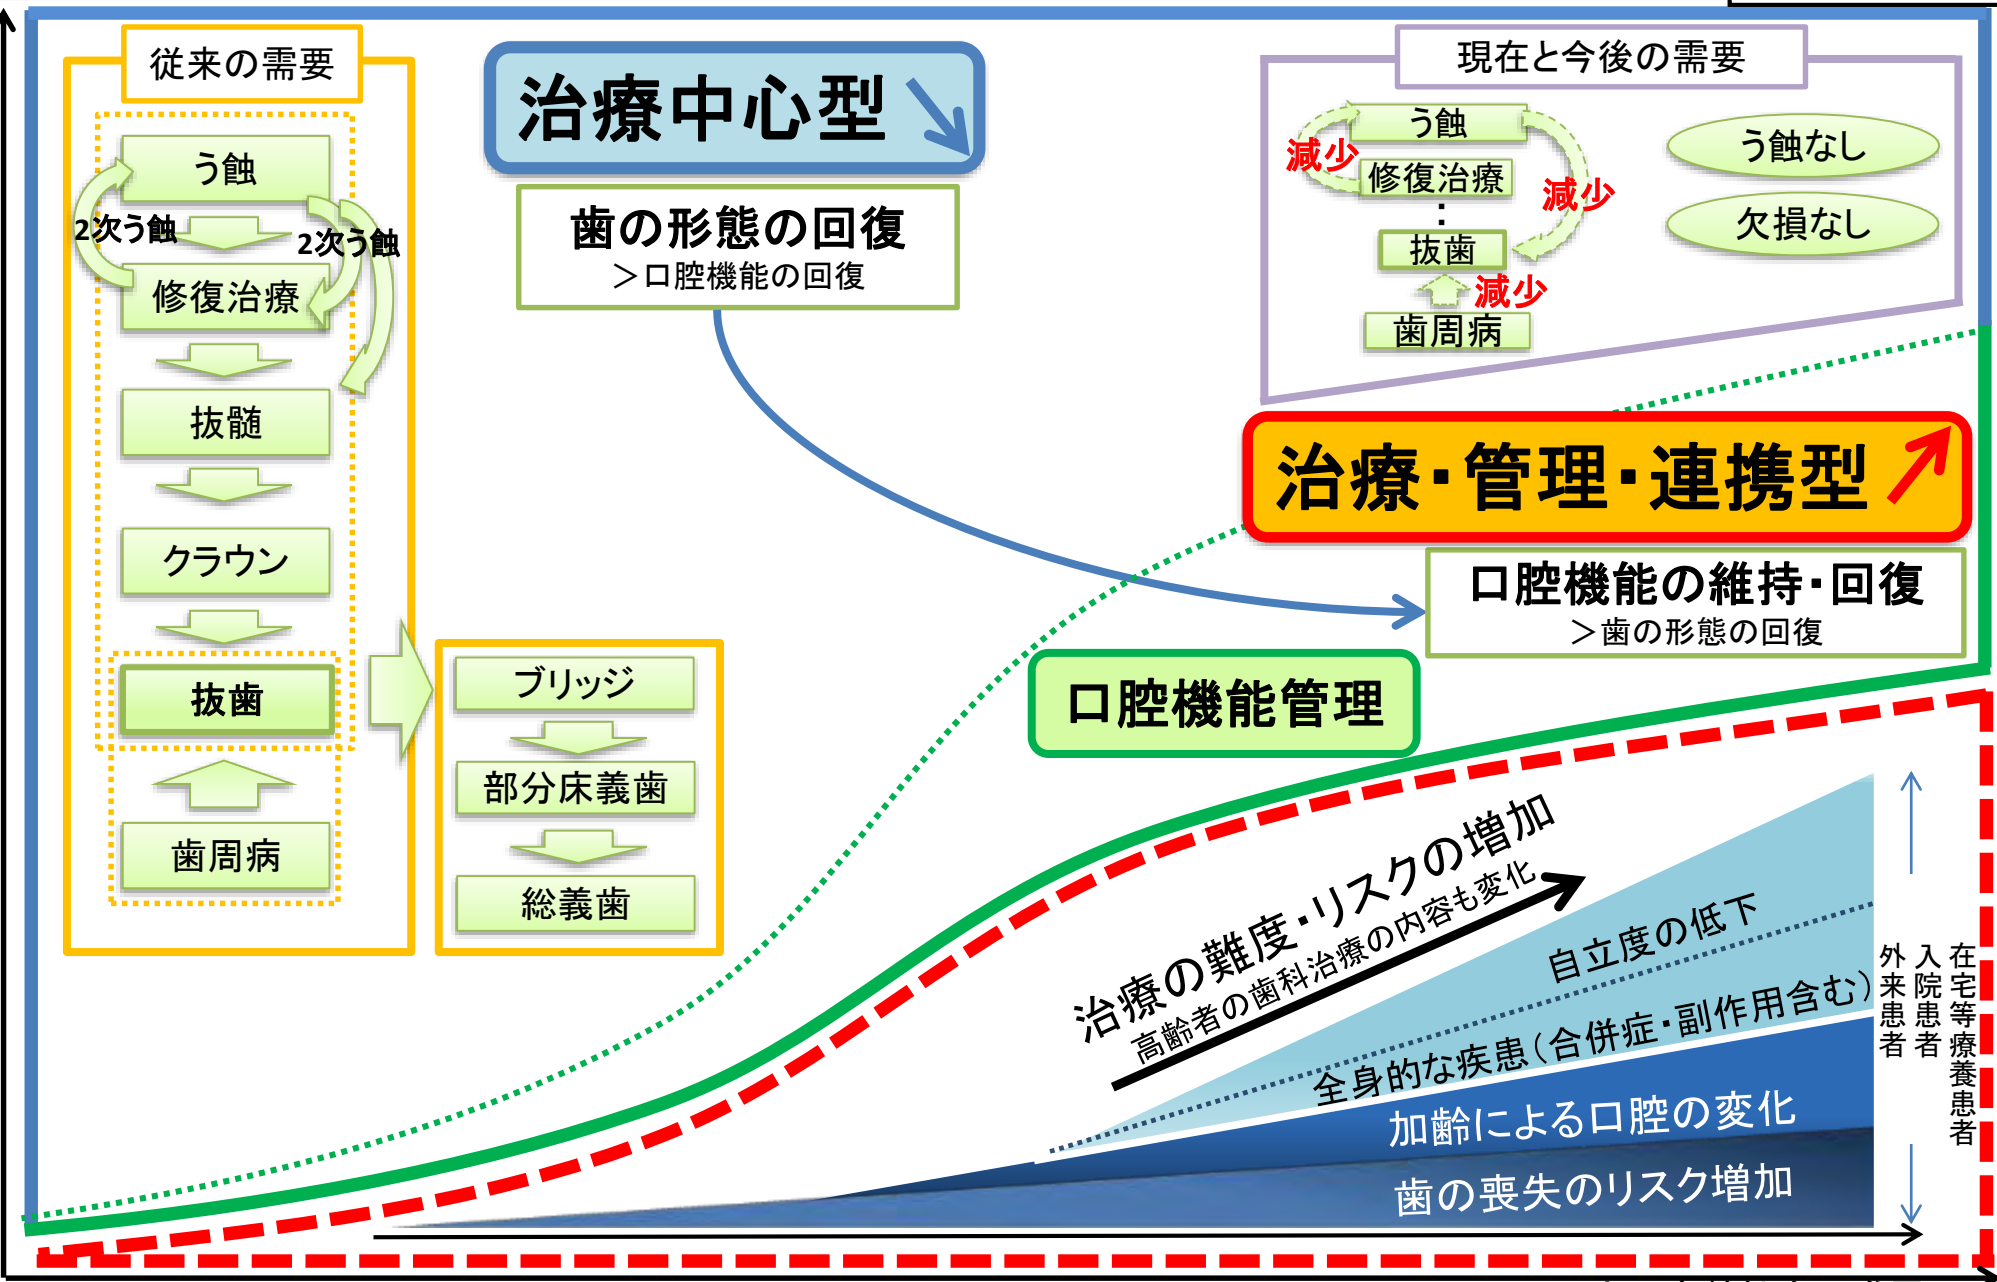 従来の需要
う蝕
2次う蝕
2次う蝕
修復治療
抜髄
クラウン
抜歯
歯周病
ブリッジ
部分床義歯
総義歯
治療中心型
歯の形態の回復
＞口腔機能の回復
現在と今後の需要
う蝕
減少
修復治療
減少
：
抜歯
減少
歯周病
う蝕なし
欠損なし
治療・管理・連携型
口腔機能の維持・回復
＞歯の形態の回復
口腔機能管理
治療の難度・リスクの増加
高齢者の歯科治療の内容も変化
自立度の低下
全身的な疾患（合併症・副作用含む）
加齢による口腔の変化
歯の喪失のリスク増加
在宅等療養患者
入院患者
外来患者